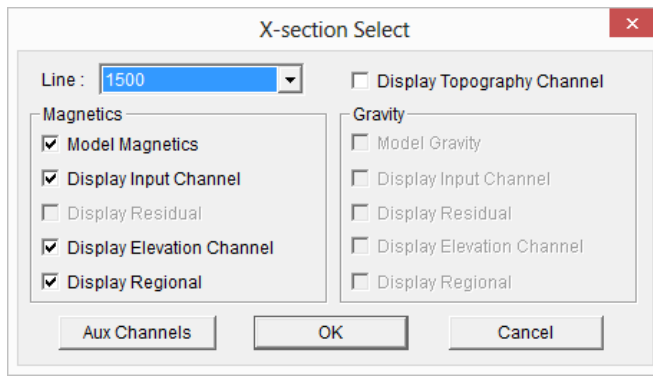 X-section Select
Line : 1500
Display Topography Channel
Magnetics
Model Magnetics
Display Input Channel
Display Residual
Display Elevation Channel
Display Regional
Gravity
Model Gravity
Display Input Channel
Display Residual
Display Elevation Channel
Display Regional
Aux Channels
OK
Cancel